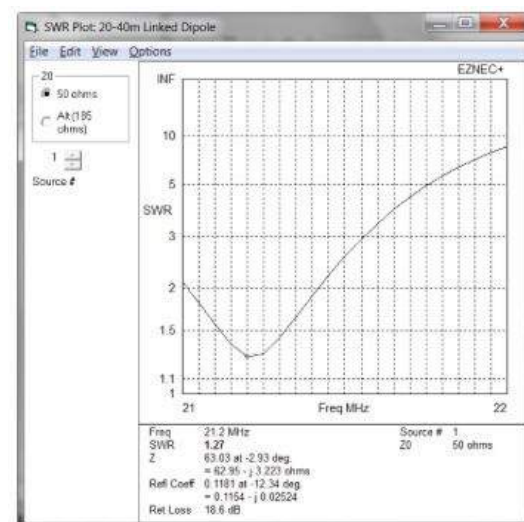 SWR Plot: 20-40m Linked Dipole
File Edit View Options
20
50 ohms
Alt (185
ohms)
1
Source #
EZNEC+
INF
10
5
SWR
3
2
1.5
1.1
1
21 Freq MHz 22
Freq 21.2 MHz Source # 1
SWR 1.27 Z0 50 ohms
Z 63.03 at -2.93 deg.
= 62.95 - j 3.223 ohms
Refl Coeff 0.1181 at -12.34 deg.
= 0.1154 - j 0.02524
Ret Loss 18.6 dB